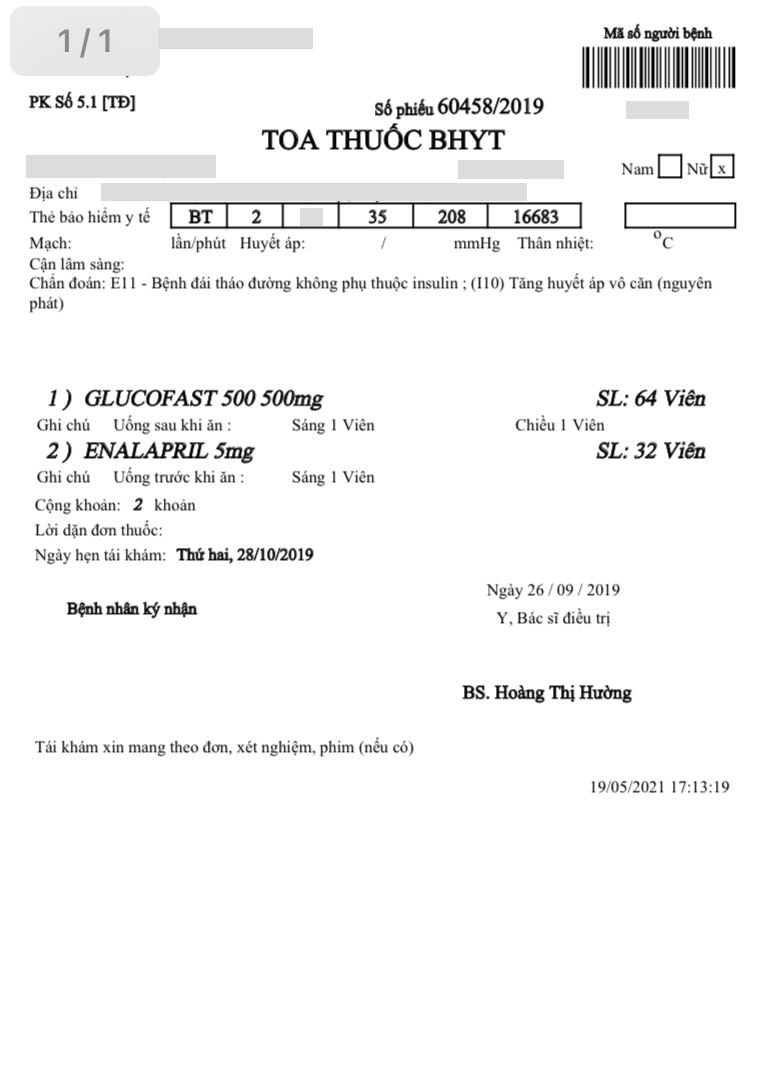 1/1
Mã số người bệnh
PK Số 5.1 [TĐ]
Số phiếu 60458/2019
TOA THUỐC BHYT
Nam Nữ x
Địa chỉ
Thẻ bảo hiểm y tế BT 2 35 208 16683
Mạch: lần/phút Huyết áp: / mmHg Thân nhiệt: °C
Cận lâm sàng:
Chẩn đoán: E11 - Bệnh đái tháo đường không phụ thuộc insulin ; (I10) Tăng huyết áp vô căn (nguyên
phát)
1 ) GLUCOFAST 500 500mg SL: 64 Viên
Ghi chú Uống sau khi ăn : Sáng 1 Viên Chiều 1 Viên
2 ) ENALAPRIL 5mg SL: 32 Viên
Ghi chú Uống trước khi ăn : Sáng 1 Viên
Cộng khoản: 2 khoản
Lời dặn đơn thuốc:
Ngày hẹn tái khám: Thứ hai, 28/10/2019
Ngày 26 / 09 / 2019
Bệnh nhân ký nhận
Y, Bác sĩ điều trị
BS. Hoàng Thị Hường
Tái khám xin mang theo đơn, xét nghiệm, phim (nếu có)
19/05/2021 17:13:19